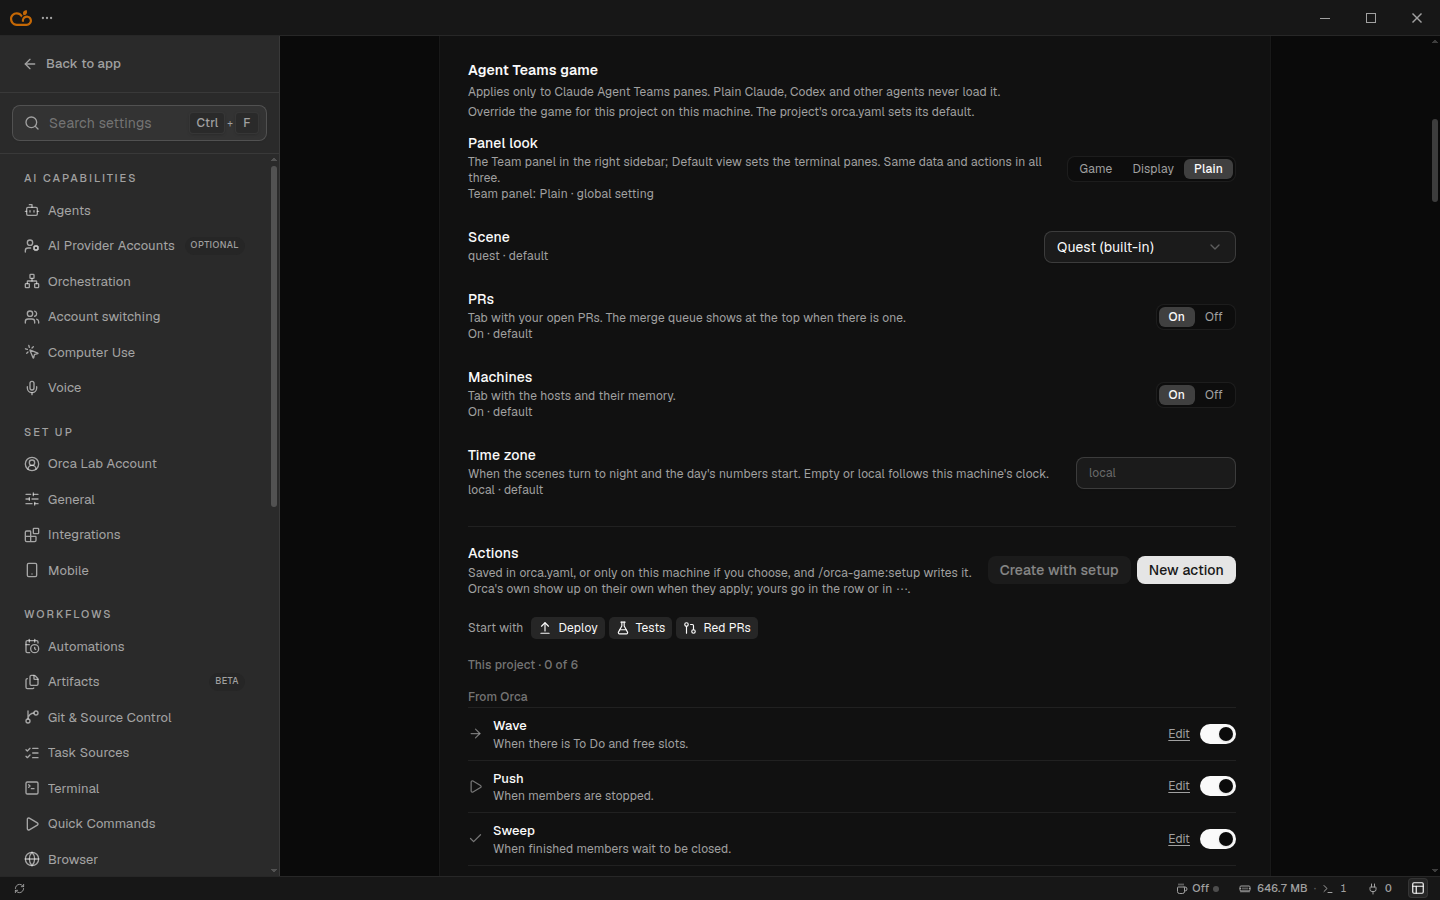 Back to app
Search settings Ctrl + F
AI CAPABILITIES
Agents
AI Provider Accounts OPTIONAL
Orchestration
Account switching
Computer Use
Voice
SET UP
Orca Lab Account
General
Integrations
Mobile
WORKFLOWS
Automations
Artifacts BETA
Git & Source Control
Task Sources
Terminal
Quick Commands
Browser
Agent Teams game
Applies only to Claude Agent Teams panes. Plain Claude, Codex and other agents never load it.
Override the game for this project on this machine. The project's orca.yaml sets its default.
Panel look
The Team panel in the right sidebar; Default view sets the terminal panes. Same data and actions in all
three.
Team panel: Plain · global setting
Game Display Plain
Scene
quest · default
Quest (built-in)
PRs
Tab with your open PRs. The merge queue shows at the top when there is one.
On · default
On Off
Machines
Tab with the hosts and their memory.
On · default
On Off
Time zone
When the scenes turn to night and the day's numbers start. Empty or local follows this machine's clock.
local · default
local
Actions
Saved in orca.yaml, or only on this machine if you choose, and /orca-game:setup writes it.
Orca's own show up on their own when they apply; yours go in the row or in ···.
Create with setup New action
Start with Deploy Tests Red PRs
This project · 0 of 6
From Orca
Wave
When there is To Do and free slots.
Edit
Push
When members are stopped.
Edit
Sweep
When finished members wait to be closed.
Edit
Off 646.7 MB · 1 0